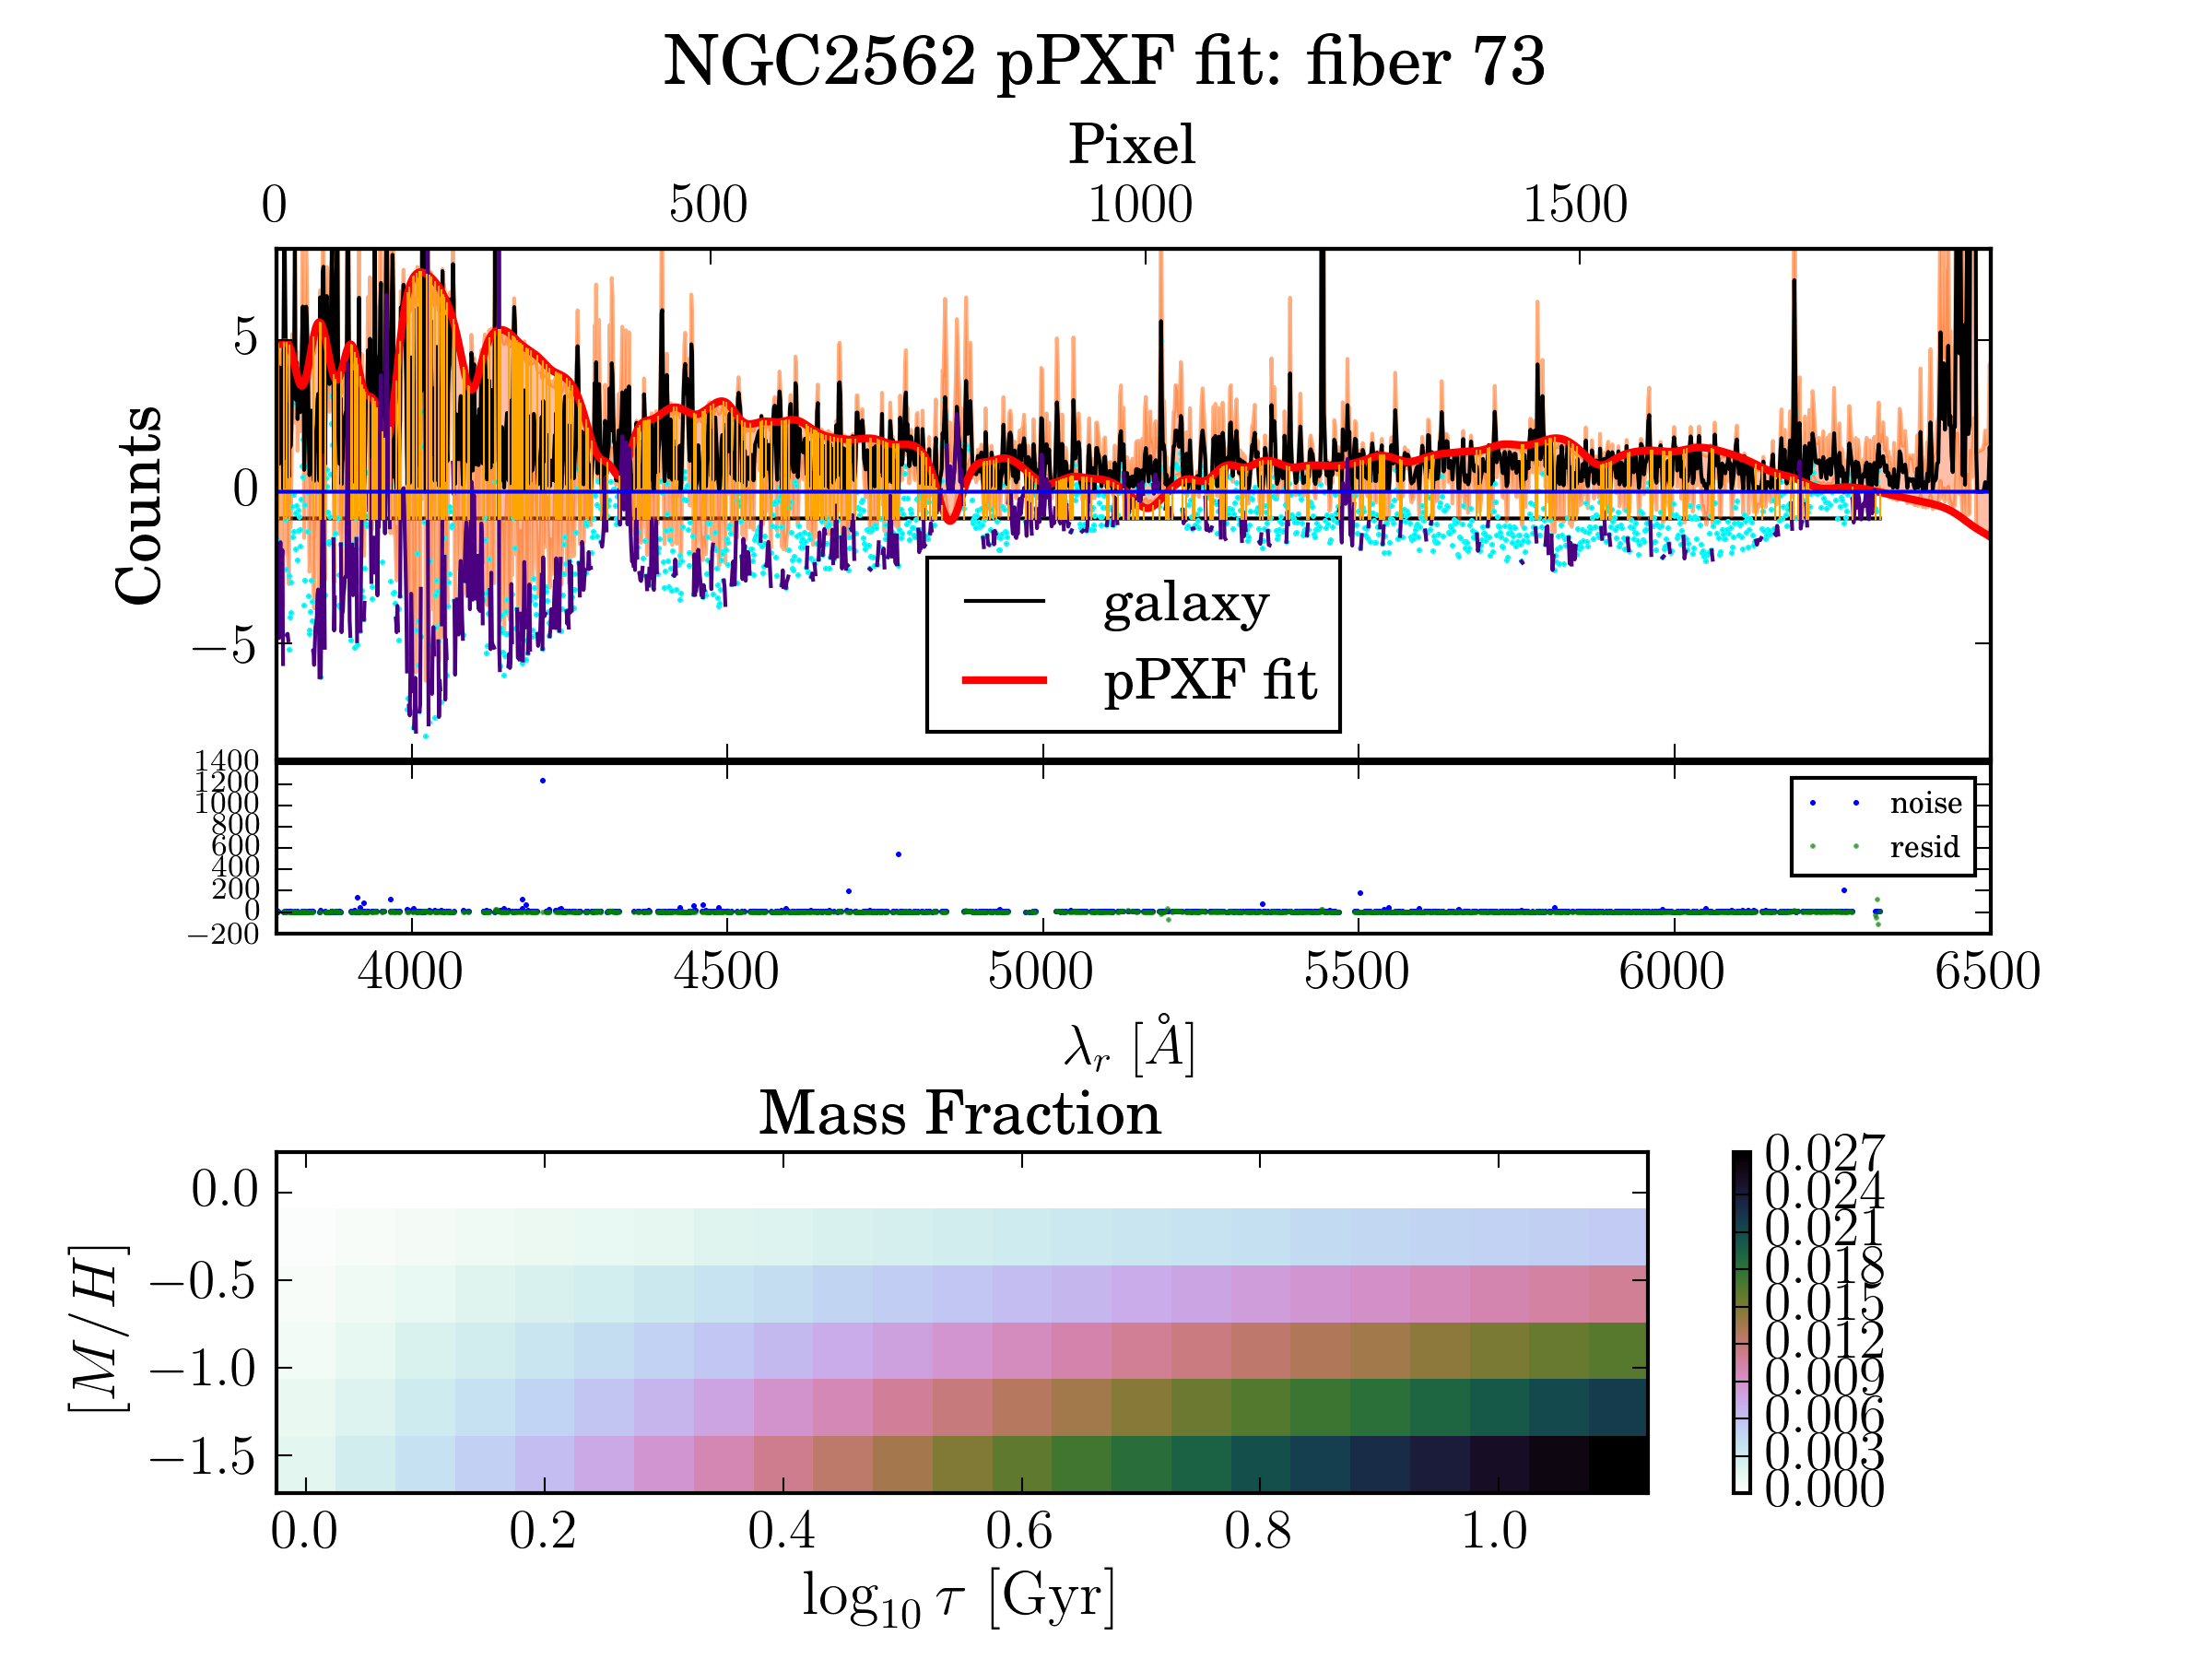 NGC2562 pPXF fit: fiber 73
Pixel
0 500 1000 1500
Counts
5
0
−5
galaxy
pPXF fit
1400
1200
1000
800
600
400
200
0
−200
noise
resid
4000 4500 5000 5500 6000 6500
λr [Å]
Mass Fraction
[M/H]
0.0
−0.5
−1.0
−1.5
0.0 0.2 0.4 0.6 0.8 1.0
log10 τ [Gyr]
0.027
0.024
0.021
0.018
0.015
0.012
0.009
0.006
0.003
0.000